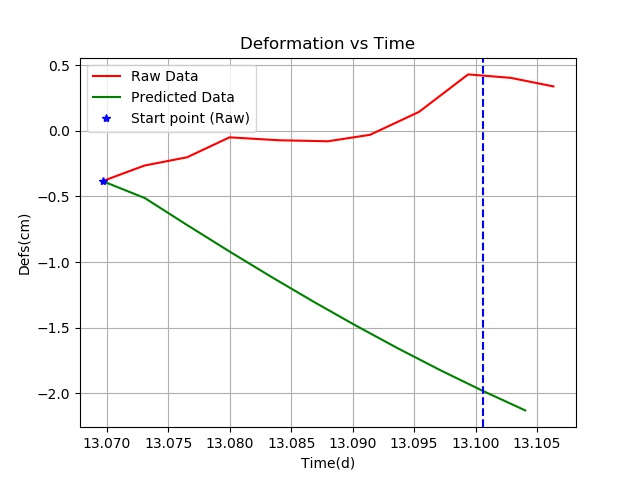 Deformation vs Time
Raw Data
Predicted Data
Start point (Raw)
0.5
0.0
−0.5
−1.0
−1.5
−2.0
Defs(cm)
13.070 13.075 13.080 13.085 13.090 13.095 13.100 13.105
Time(d)